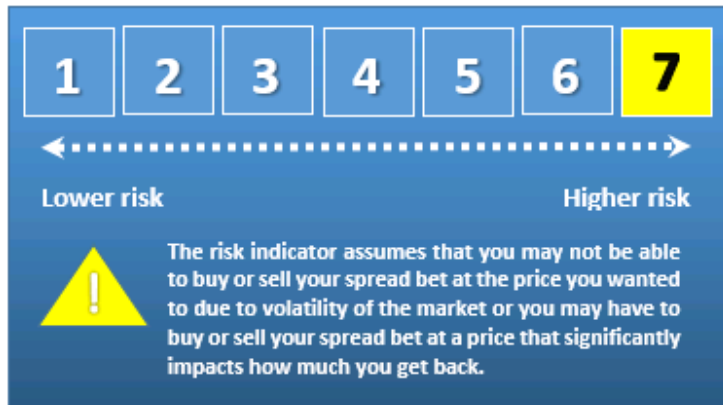 1 2 3 4 5 6 7
Lower risk Higher risk
!
The risk indicator assumes that you may not be able
to buy or sell your spread bet at the price you wanted
to due to volatility of the market or you may have to
buy or sell your spread bet at a price that significantly
impacts how much you get back.